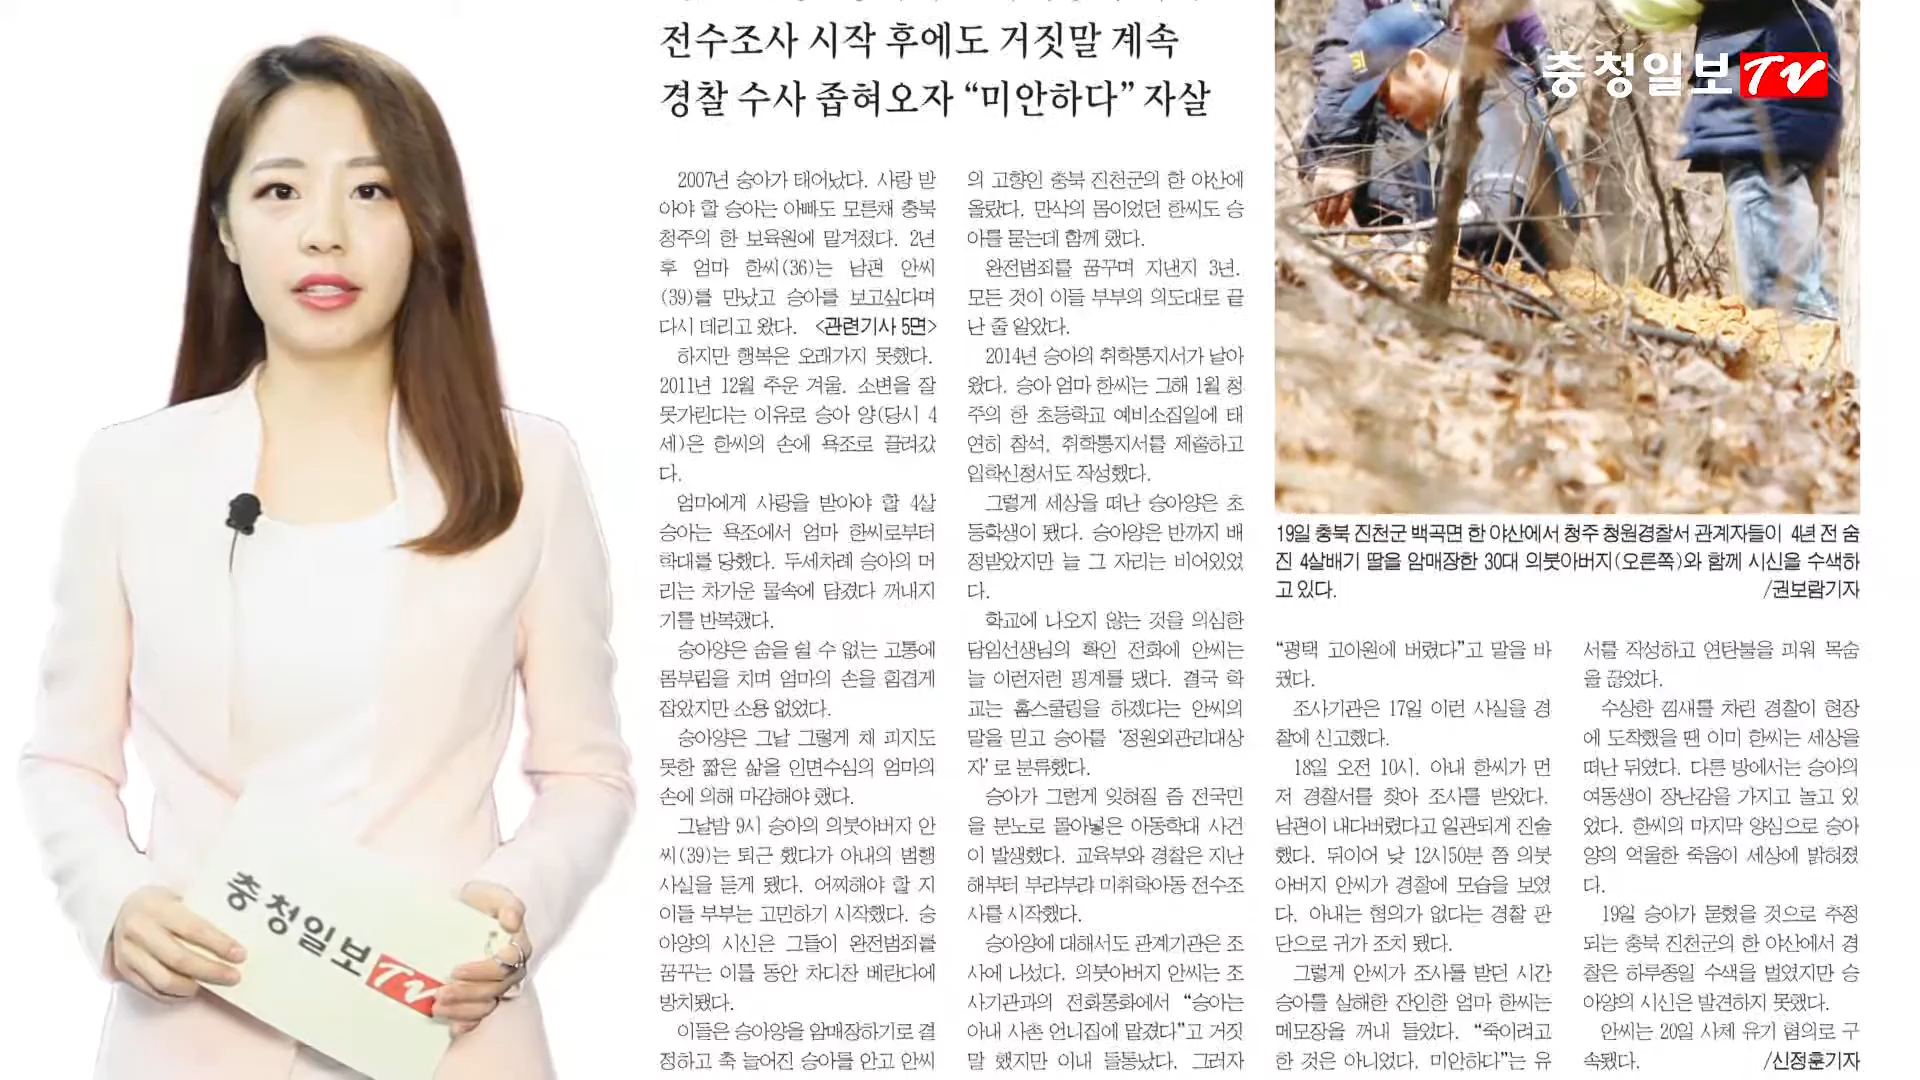 전수조사 시작 후에도 거짓말 계속
경찰 수사 좁혀오자 “미안하다” 자살
2007년 승아가 태어났다. 사랑 받
아야 할 승아는 아빠도 모른채 충북
청주의 한 보육원에 맡겨졌다. 2년
후 엄마 한씨(36)는 남편 안씨
(39)를 만났고 승아를 보고싶다며
다시 데리고 왔다. <관련기사 5면>
하지만 행복은 오래가지 못했다.
2011년 12월 추운 겨울. 소변을 잘
못가린다는 이유로 승아 양(당시 4
세)은 한씨의 손에 욕조로 끌려갔
다.
엄마에게 사랑을 받아야 할 4살
승아는 욕조에서 엄마 한씨로부터
학대를 당했다. 두세차례 승아의 머
리는 차가운 물속에 담겼다 꺼내지
기를 반복했다.
승아양은 숨을 쉴 수 없는 고통에
몸부림을 치며 엄마의 손을 힘겹게
잡았지만 소용 없었다.
승아양은 그날 그렇게 채 피지도
못한 짧은 삶을 인면수심의 엄마의
손에 의해 마감해야 했다.
그날밤 9시 승아의 의붓아버지 안
씨(39)는 퇴근 했다가 아내의 범행
사실을 듣게 됐다. 어찌해야 할 지
이들 부부는 고민하기 시작했다. 승
아양의 시신은 그들이 완전범죄를
꿈꾸는 이틀 동안 차디찬 베란다에
방치됐다.
이들은 승아양을 암매장하기로 결
정하고 축 늘어진 승아를 안고 안씨
의 고향인 충북 진천군의 한 야산에
올랐다. 만삭의 몸이었던 한씨도 승
아를 묻는데 함께 했다.
완전범죄를 꿈꾸며 지낸지 3년.
모든 것이 이들 부부의 의도대로 끝
난 줄 알았다.
2014년 승아의 취학통지서가 날아
왔다. 승아 엄마 한씨는 그해 1월 청
주의 한 초등학교 예비소집일에 태
연히 참석, 취학통지서를 제출하고
입학신청서도 작성했다.
그렇게 세상을 떠난 승아양은 초
등학생이 됐다. 승아양은 반까지 배
정받았지만 늘 그 자리는 비어있었
다.
학교에 나오지 않는 것을 의심한
담임선생님의 확인 전화에 안씨는
늘 이런저런 핑계를 댔다. 결국 학
교는 홈스쿨링을 하겠다는 안씨의
말을 믿고 승아를 ‘정원외관리대상
자’로 분류했다.
승아가 그렇게 잊혀질 즘 전국민
을 분노로 몰아넣은 아동학대 사건
이 발생했다. 교육부와 경찰은 지난
해부터 부랴부랴 미취학아동 전수조
사를 시작했다.
승아양에 대해서도 관계기관은 조
사에 나섰다. 의붓아버지 안씨는 조
사기관과의 전화통화에서 “승아는
아내 사촌 언니집에 맡겼다”고 거짓
말 했지만 이내 들통났다. 그러자
19일 충북 진천군 백곡면 한 야산에서 청주 청원경찰서 관계자들이 4년 전 숨
진 4살배기 딸을 암매장한 30대 의붓아버지(오른쪽)와 함께 시신을 수색하
고 있다. /권보람기자
“평택 고아원에 버렸다”고 말을 바
꿨다.
조사기관은 17일 이런 사실을 경
찰에 신고했다.
18일 오전 10시. 아내 한씨가 먼
저 경찰서를 찾아 조사를 받았다.
남편이 내다버렸다고 일관되게 진술
했다. 뒤이어 낮 12시50분 쯤 의붓
아버지 안씨가 경찰에 모습을 보였
다. 아내는 혐의가 없다는 경찰 판
단으로 귀가 조치 됐다.
그렇게 안씨가 조사를 받던 시간
승아를 살해한 잔인한 엄마 한씨는
메모장을 꺼내 들었다. “죽이려고
한 것은 아니었다. 미안하다”는 유
서를 작성하고 연탄불을 피워 목숨
을 끊었다.
수상한 낌새를 차린 경찰이 현장
에 도착했을 땐 이미 한씨는 세상을
떠난 뒤였다. 다른 방에서는 승아의
여동생이 장난감을 가지고 놀고 있
었다. 한씨의 마지막 양심으로 승아
양의 억울한 죽음이 세상에 밝혀졌
다.
19일 승아가 묻혔을 것으로 추정
되는 충북 진천군의 한 야산에서 경
찰은 하루종일 수색을 벌였지만 승
아양의 시신은 발견하지 못했다.
안씨는 20일 사체 유기 혐의로 구
속됐다. /신정훈기자
충청일보TV
충청일보TV